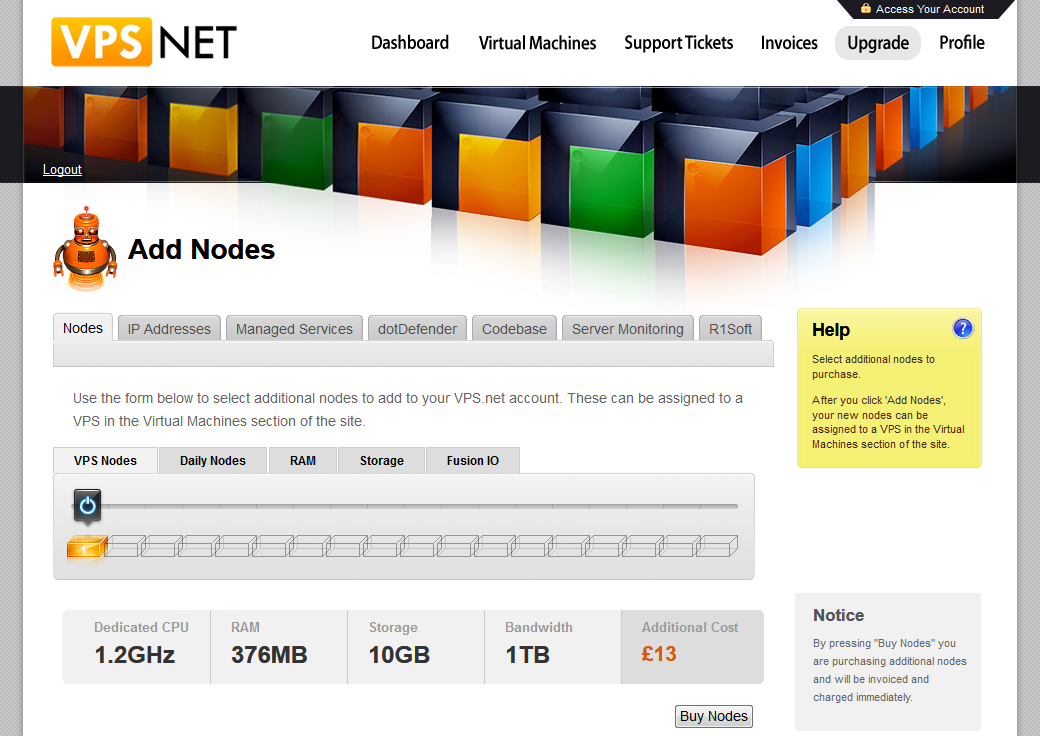 Access Your Account
VPS NET
Dashboard Virtual Machines Support Tickets Invoices Upgrade Profile
Logout
Add Nodes
Nodes IP Addresses Managed Services dotDefender Codebase Server Monitoring R1Soft
Use the form below to select additional nodes to add to your VPS.net account. These can be assigned to a
VPS in the Virtual Machines section of the site.
VPS Nodes Daily Nodes RAM Storage Fusion IO
1
Dedicated CPU RAM Storage Bandwidth Additional Cost
1.2GHz 376MB 10GB 1TB £13
Buy Nodes
Help ?
Select additional nodes to
purchase.
After you click 'Add Nodes',
your new nodes can be
assigned to a VPS in the Virtual
Machines section of the site.
Notice
By pressing "Buy Nodes" you
are purchasing additional nodes
and will be invoiced and
charged immediately.